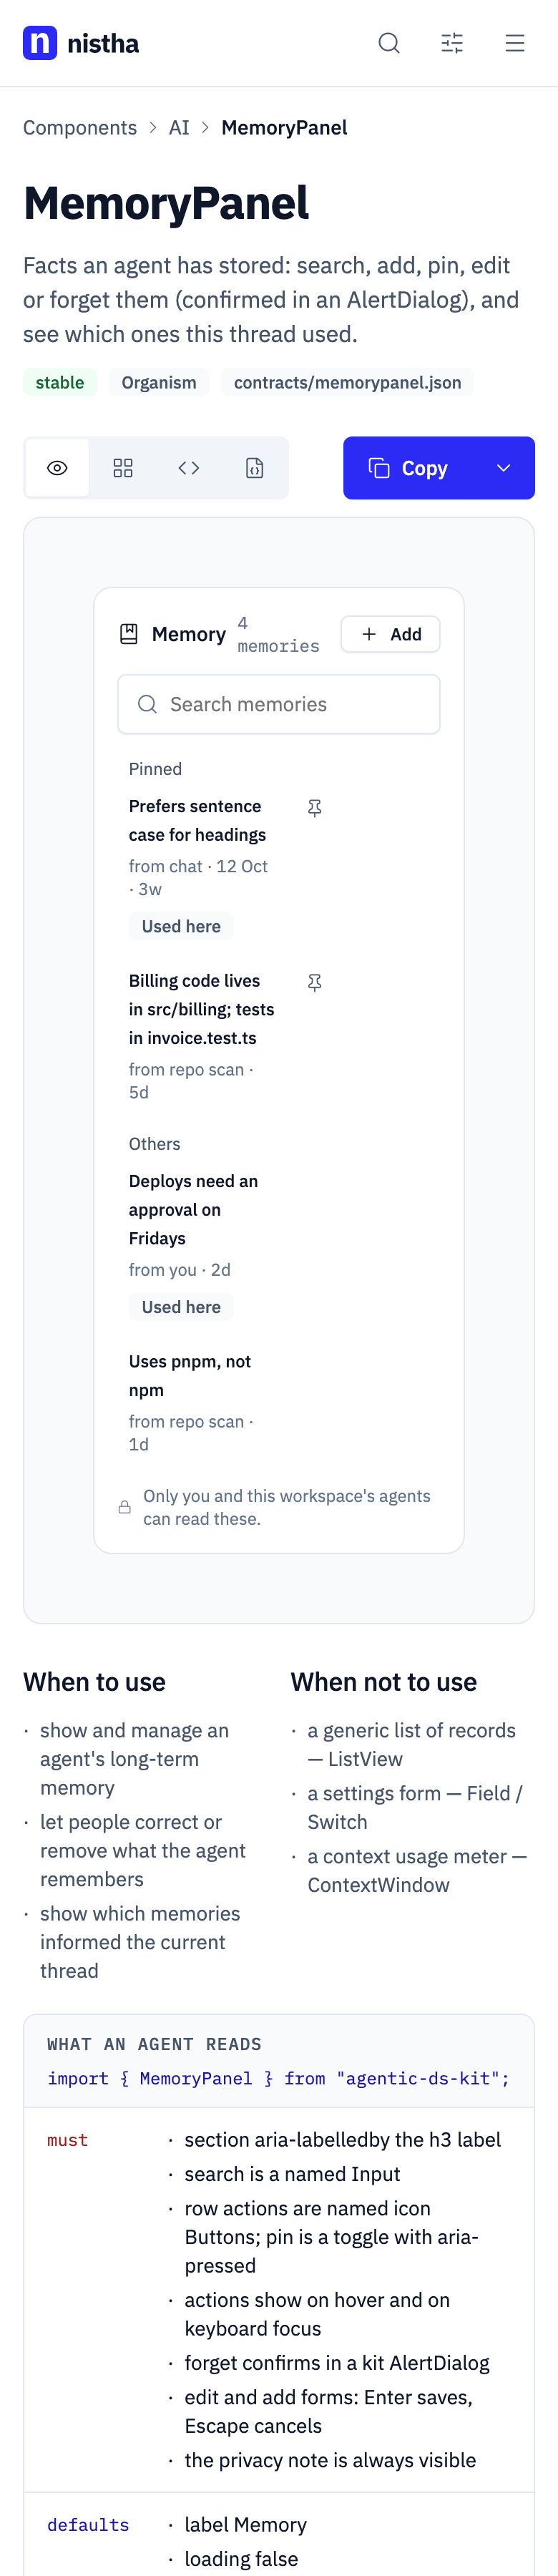 n nistha
Components > AI > MemoryPanel
MemoryPanel
Facts an agent has stored: search, add, pin, edit
or forget them (confirmed in an AlertDialog), and
see which ones this thread used.
stable Organism contracts/memorypanel.json
Copy
Memory 4
memories
Add
Search memories
Pinned
Prefers sentence
case for headings
from chat · 12 Oct
· 3w
Used here
Billing code lives
in src/billing; tests
in invoice.test.ts
from repo scan ·
5d
Others
Deploys need an
approval on
Fridays
from you · 2d
Used here
Uses pnpm, not
npm
from repo scan ·
1d
Only you and this workspace's agents
can read these.
When to use
· show and manage an
agent's long-term
memory
· let people correct or
remove what the agent
remembers
· show which memories
informed the current
thread
When not to use
· a generic list of records
— ListView
· a settings form — Field /
Switch
· a context usage meter —
ContextWindow
WHAT AN AGENT READS
import { MemoryPanel } from "agentic-ds-kit";
must
· section aria-labelledby the h3 label
· search is a named Input
· row actions are named icon
Buttons; pin is a toggle with aria-
pressed
· actions show on hover and on
keyboard focus
· forget confirms in a kit AlertDialog
· edit and add forms: Enter saves,
Escape cancels
· the privacy note is always visible
defaults
· label Memory
· loading false